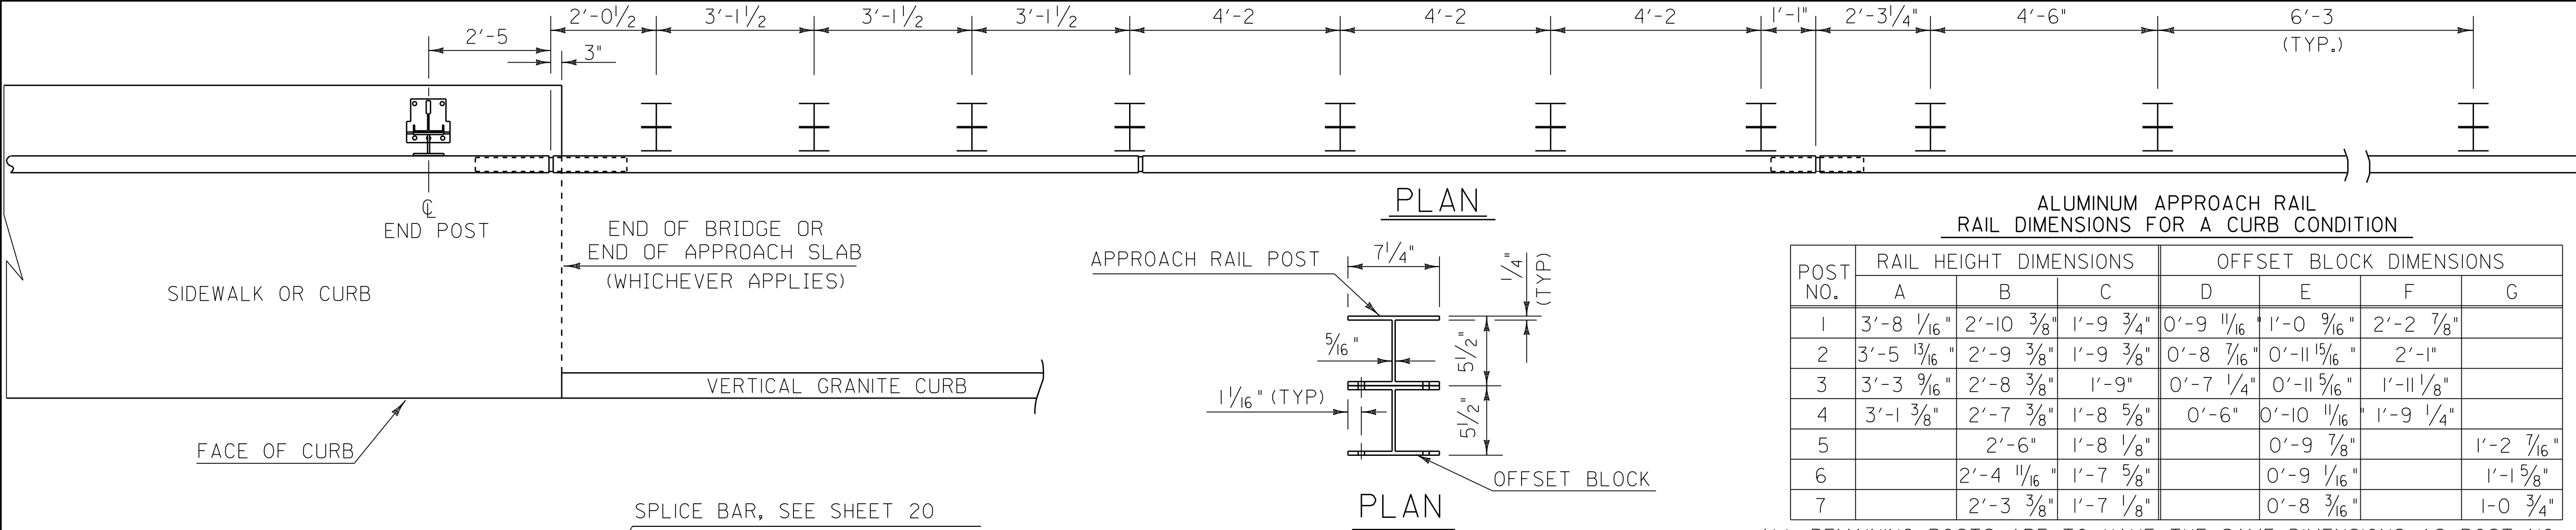 2'-0 1/2 3'-1 1/2 3'-1 1/2 3'-1 1/2 4'-2 4'-2 4'-2 1'-1" 2'-3 1/4" 4'-6" 6'-3
(TYP.)
2'-5
3"
℄
END POST
END OF BRIDGE OR
END OF APPROACH SLAB
(WHICHEVER APPLIES)
SIDEWALK OR CURB
VERTICAL GRANITE CURB
FACE OF CURB
SPLICE BAR, SEE SHEET 20
PLAN
APPROACH RAIL POST
7 1/4"
1/4"
(TYP)
5/16"
5 1/2"
1 1/16" (TYP)
5 1/2"
OFFSET BLOCK
PLAN
ALUMINUM APPROACH RAIL
RAIL DIMENSIONS FOR A CURB CONDITION
POST NO. RAIL HEIGHT DIMENSIONS OFFSET BLOCK DIMENSIONS
A B C D E F G
1 3'-8 1/16" 2'-10 3/8" 1'-9 3/4" 0'-9 11/16" 1'-0 9/16" 2'-2 7/8"
2 3'-5 13/16" 2'-9 3/8" 1'-9 3/8" 0'-8 7/16" 0'-11 15/16" 2'-1"
3 3'-3 9/16" 2'-8 3/8" 1'-9" 0'-7 1/4" 0'-11 5/16" 1'-11 1/8"
4 3'-1 3/8" 2'-7 3/8" 1'-8 5/8" 0'-6" 0'-10 11/16" 1'-9 1/4"
5 2'-6" 1'-8 1/8" 0'-9 7/8" 1'-2 7/16"
6 2'-4 11/16" 1'-7 5/8" 0'-9 1/16" 1'-1 5/8"
7 2'-3 3/8" 1'-7 1/8" 0'-8 3/16" 1-0 3/4"